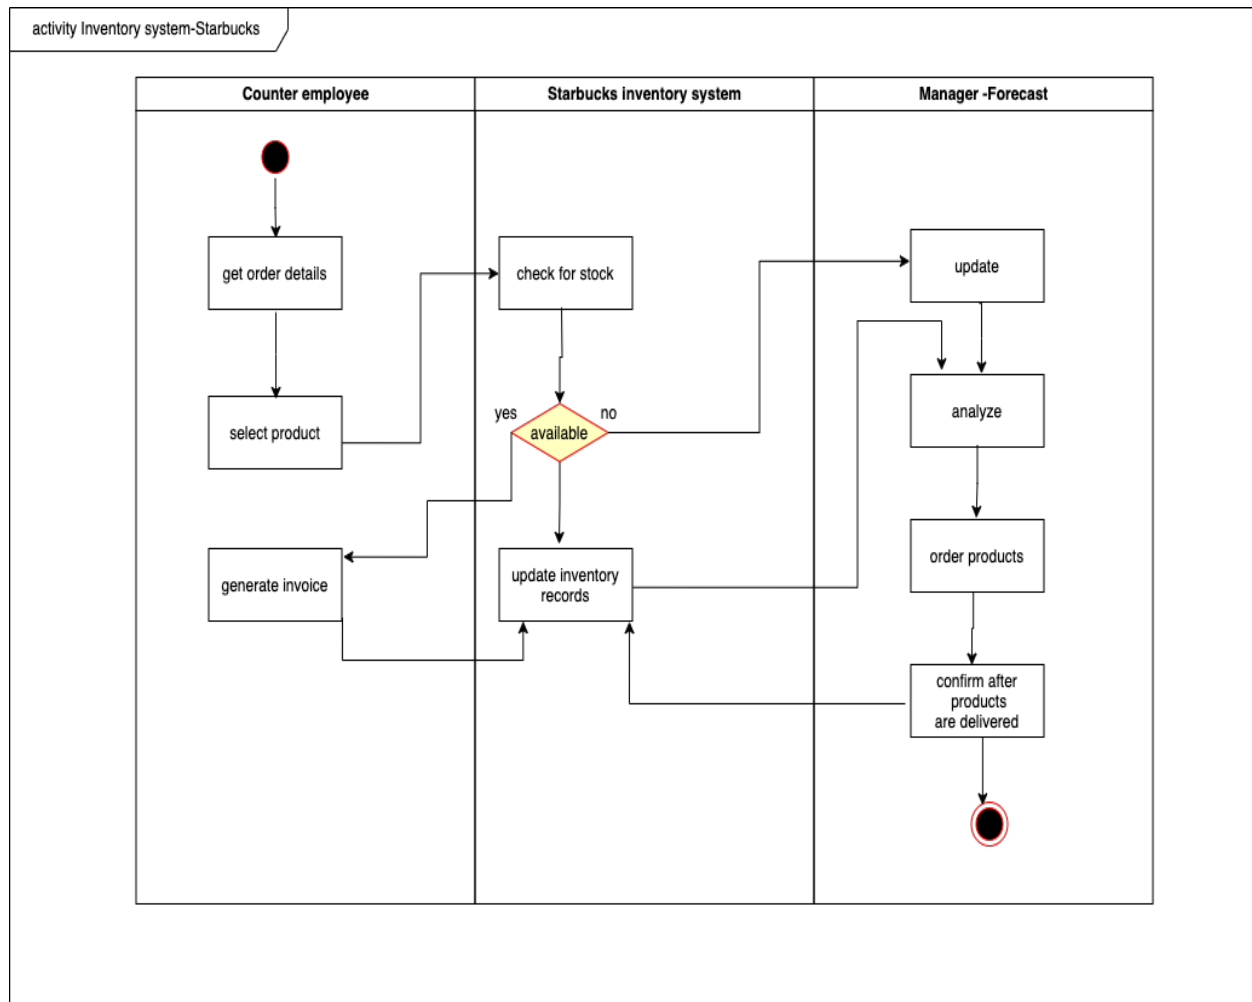 activity Inventory system-Starbucks
Counter employee
Starbucks inventory system
Manager -Forecast
get order details
check for stock
update
select product
yes
no
available
analyze
generate invoice
update inventory
records
order products
confirm after
products
are delivered